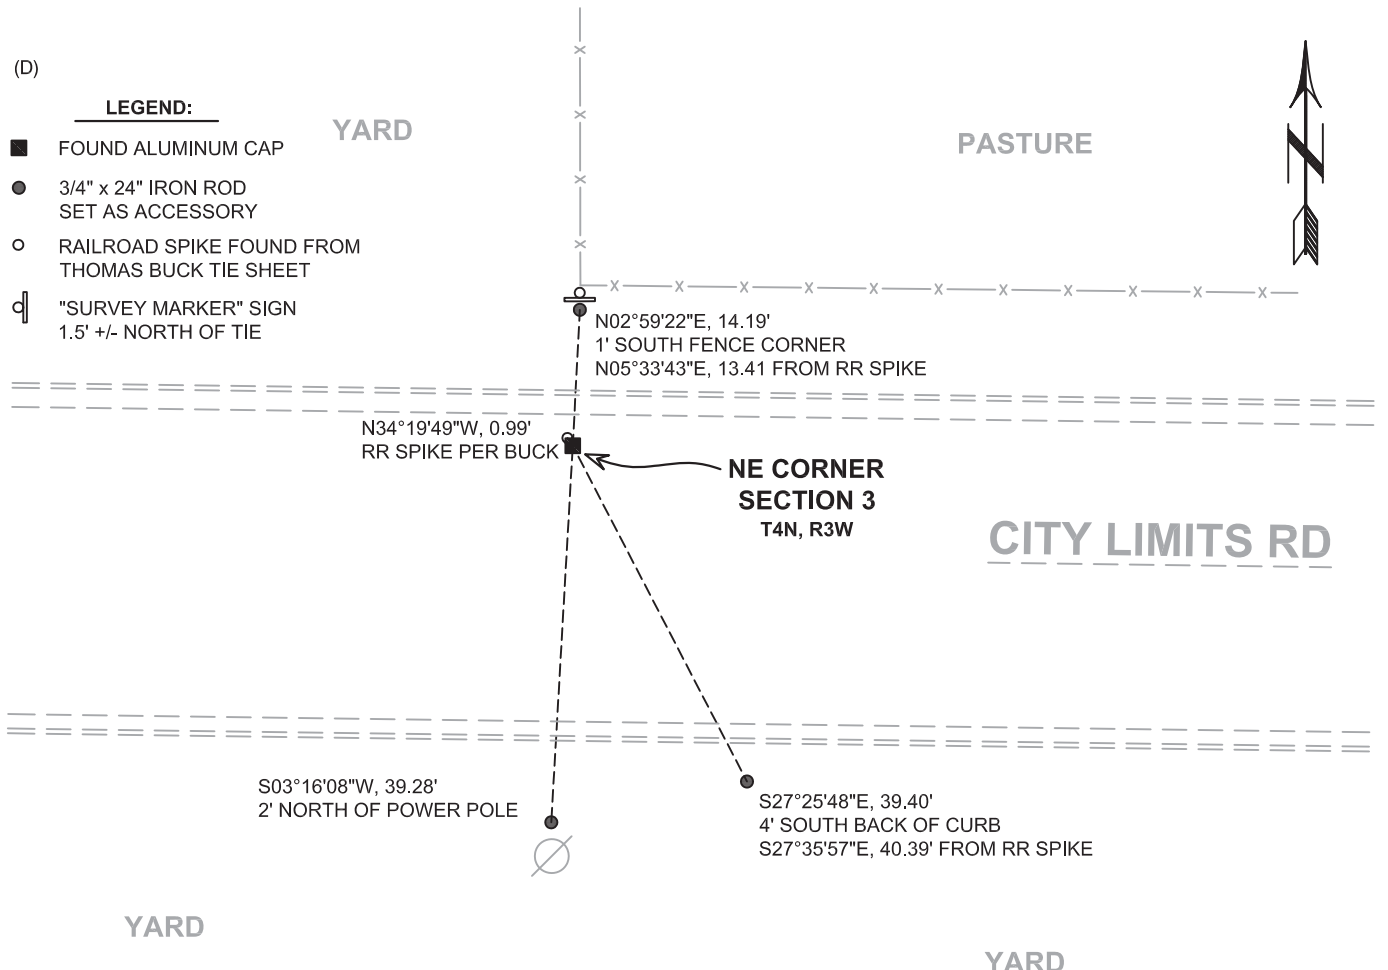 (D)
LEGEND:
FOUND ALUMINUM CAP
3/4" x 24" IRON ROD
SET AS ACCESSORY
RAILROAD SPIKE FOUND FROM
THOMAS BUCK TIE SHEET
"SURVEY MARKER" SIGN
1.5' +/- NORTH OF TIE
YARD
PASTURE
N
N02°59'22"E, 14.19'
1' SOUTH FENCE CORNER
N05°33'43"E, 13.41 FROM RR SPIKE
N34°19'49"W, 0.99'
RR SPIKE PER BUCK
NE CORNER
SECTION 3
T4N, R3W
CITY LIMITS RD
S03°16'08"W, 39.28'
2' NORTH OF POWER POLE
S27°25'48"E, 39.40'
4' SOUTH BACK OF CURB
S27°35'57"E, 40.39' FROM RR SPIKE
YARD
YARD